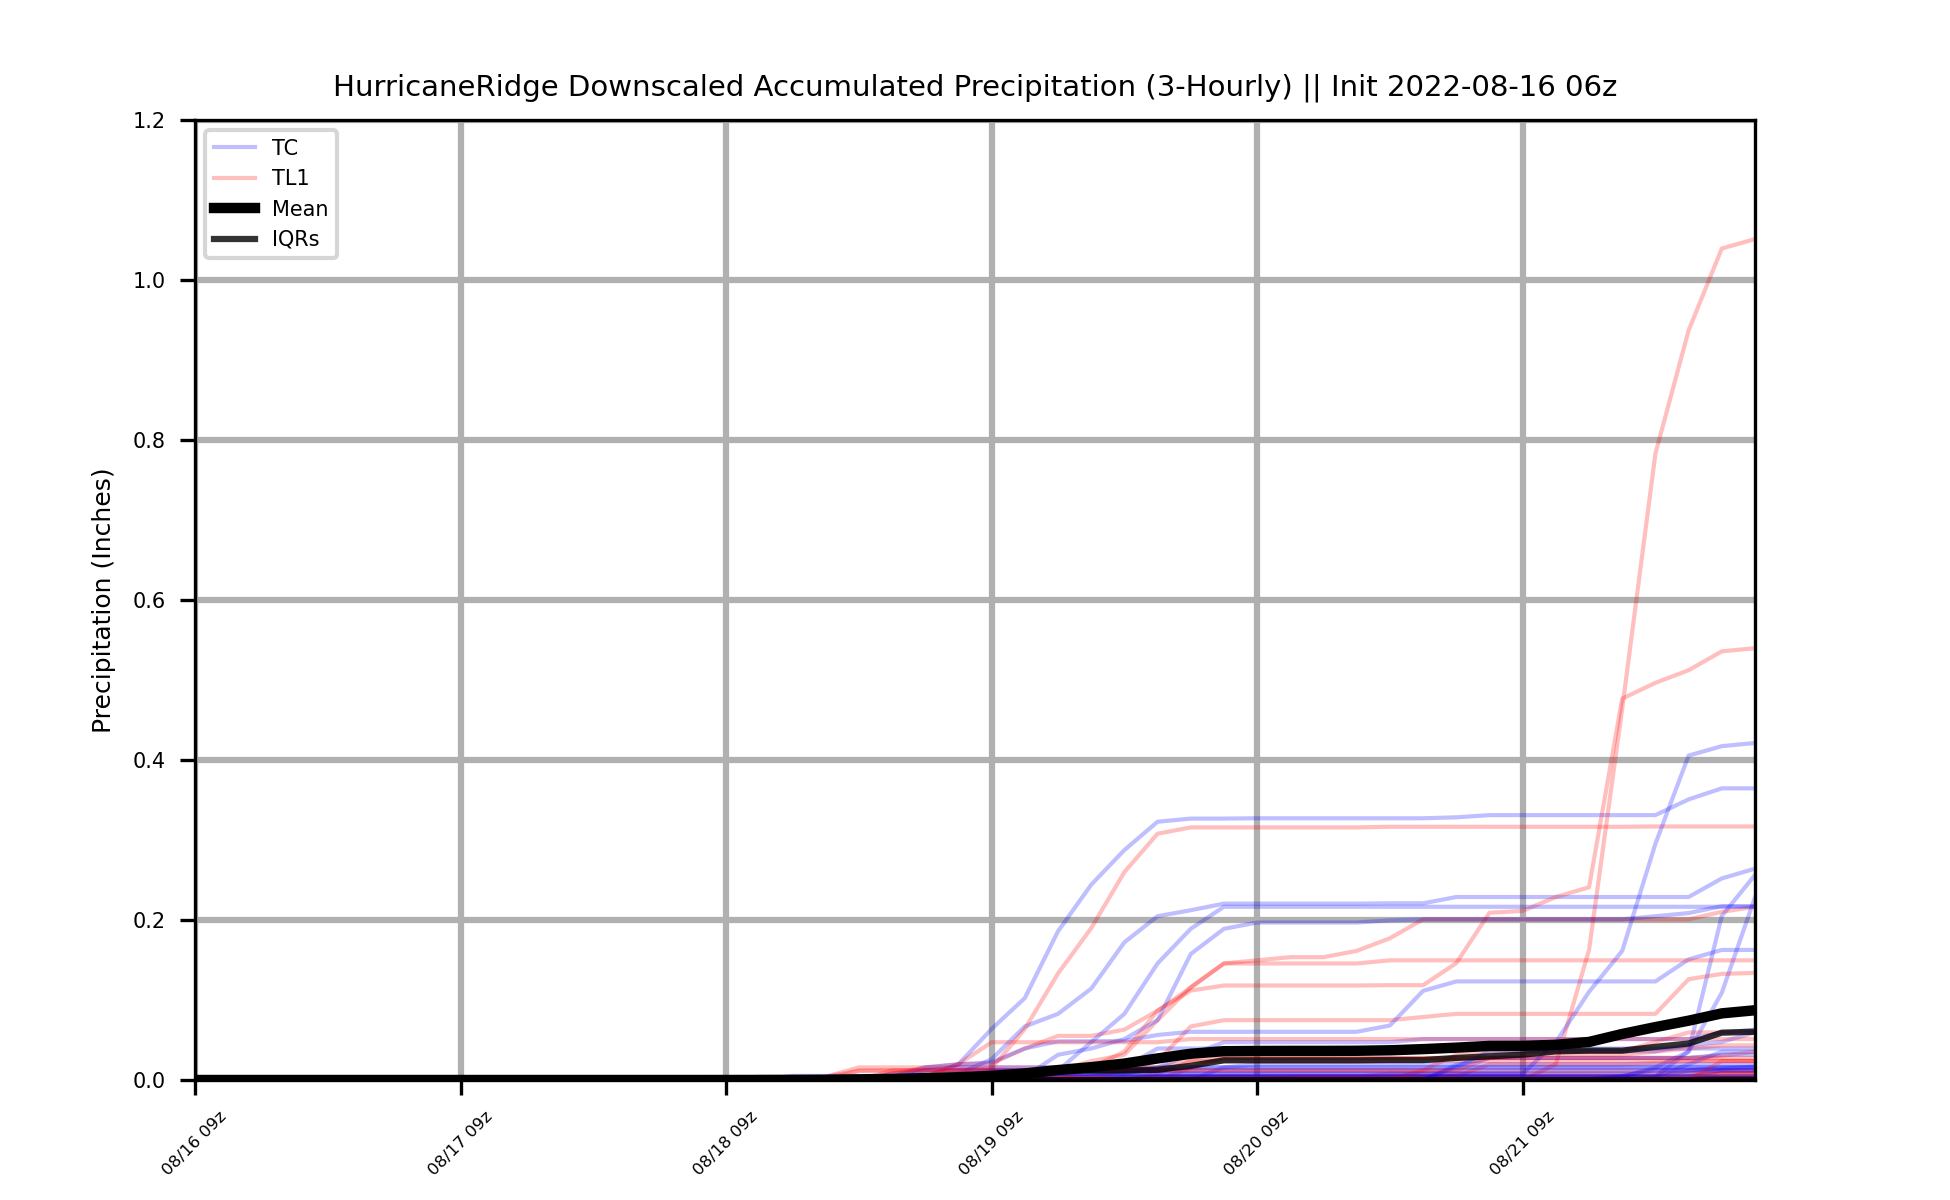 HurricaneRidge Downscaled Accumulated Precipitation (3-Hourly) || Init 2022-08-16 06z
TC
TL1
Mean
IQRs
Precipitation (Inches)
1.2
1.0
0.8
0.6
0.4
0.2
0.0
08/16 09z
08/17 09z
08/18 09z
08/19 09z
08/20 09z
08/21 09z